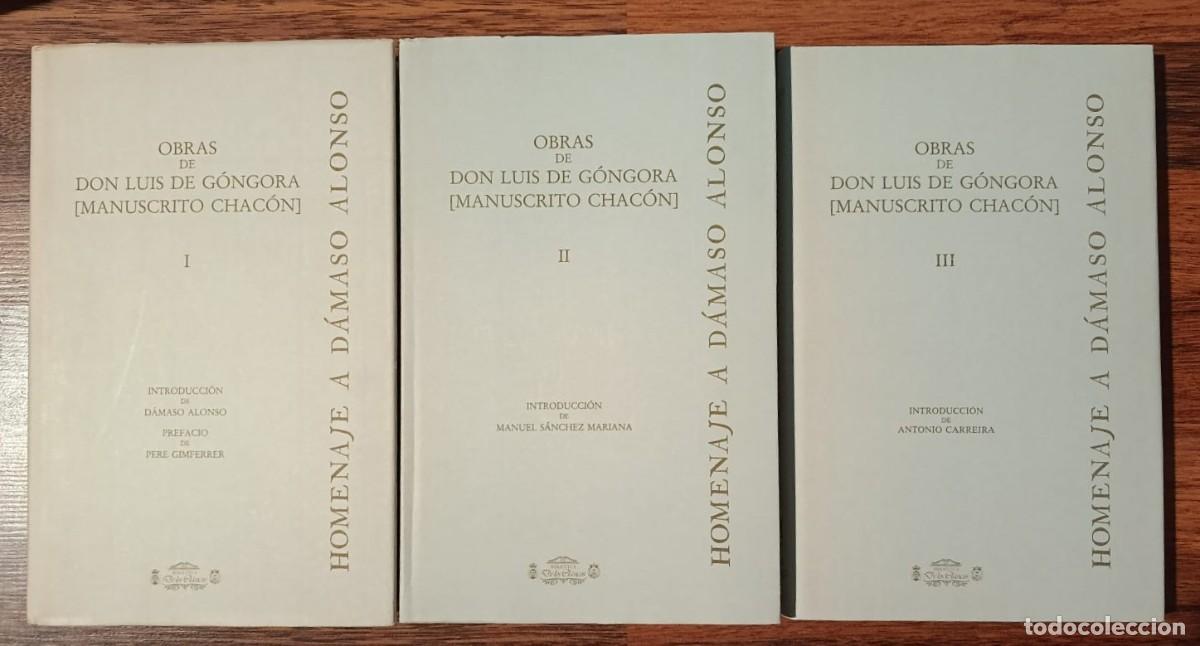 OBRAS
DE
DON LUIS DE GÓNGORA
[MANUSCRITO CHACÓN]
I
INTRODUCCIÓN
DE
DÁMASO ALONSO
PREFACIO
DE
PERE GIMFERRER
HOMENAJE A DÁMASO ALONSO
OBRAS
DE
DON LUIS DE GÓNGORA
[MANUSCRITO CHACÓN]
II
INTRODUCCIÓN
DE
MANUEL SÁNCHEZ MARIANA
HOMENAJE A DÁMASO ALONSO
OBRAS
DE
DON LUIS DE GÓNGORA
[MANUSCRITO CHACÓN]
III
INTRODUCCIÓN
DE
ANTONIO CARREIRA
HOMENAJE A DÁMASO ALONSO
todocoleccion